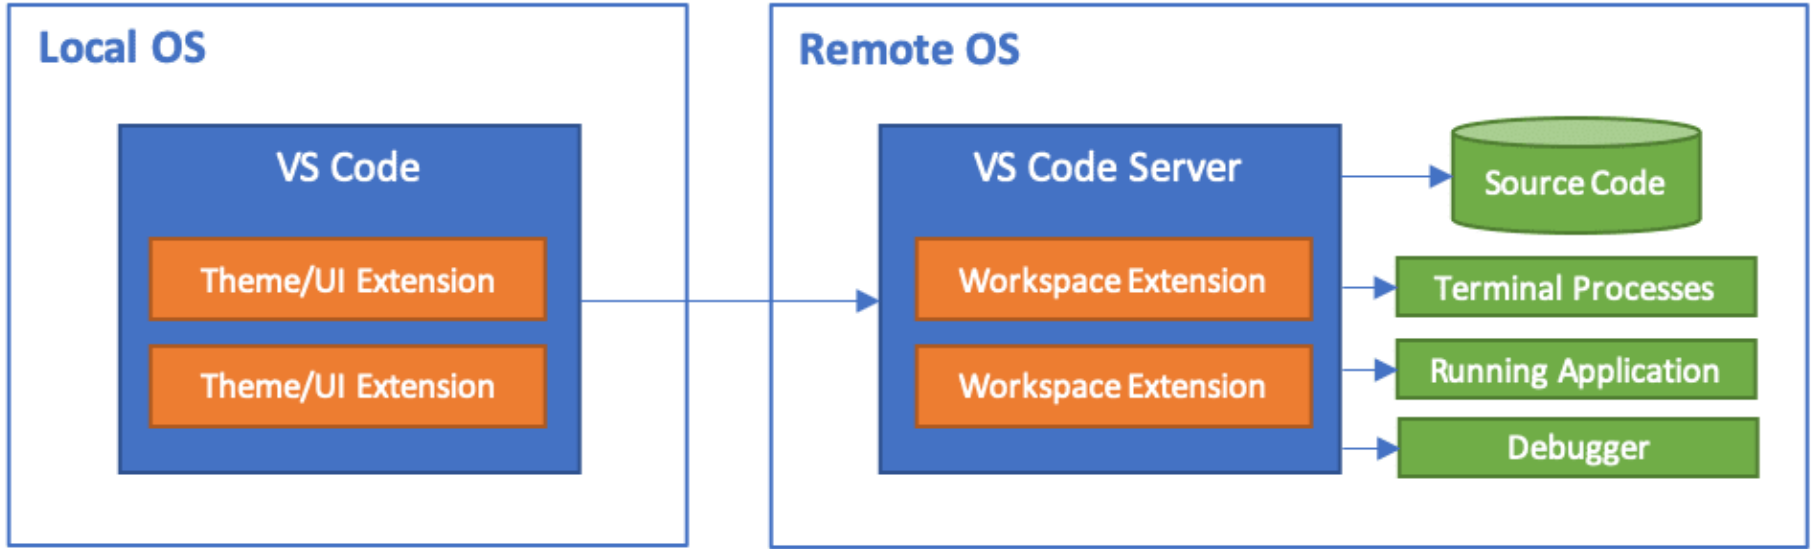 Local OS
VS Code
Theme/UI Extension
Theme/UI Extension
Remote OS
VS Code Server
Workspace Extension
Workspace Extension
Source Code
Terminal Processes
Running Application
Debugger